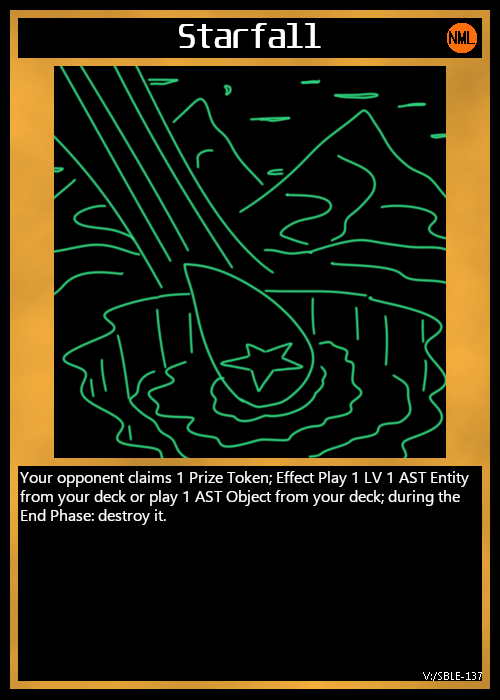 Starfall
NML
Your opponent claims 1 Prize Token; Effect Play 1 LV 1 AST Entity
from your deck or play 1 AST Object from your deck; during the
End Phase: destroy it.
V:/SBLE-137